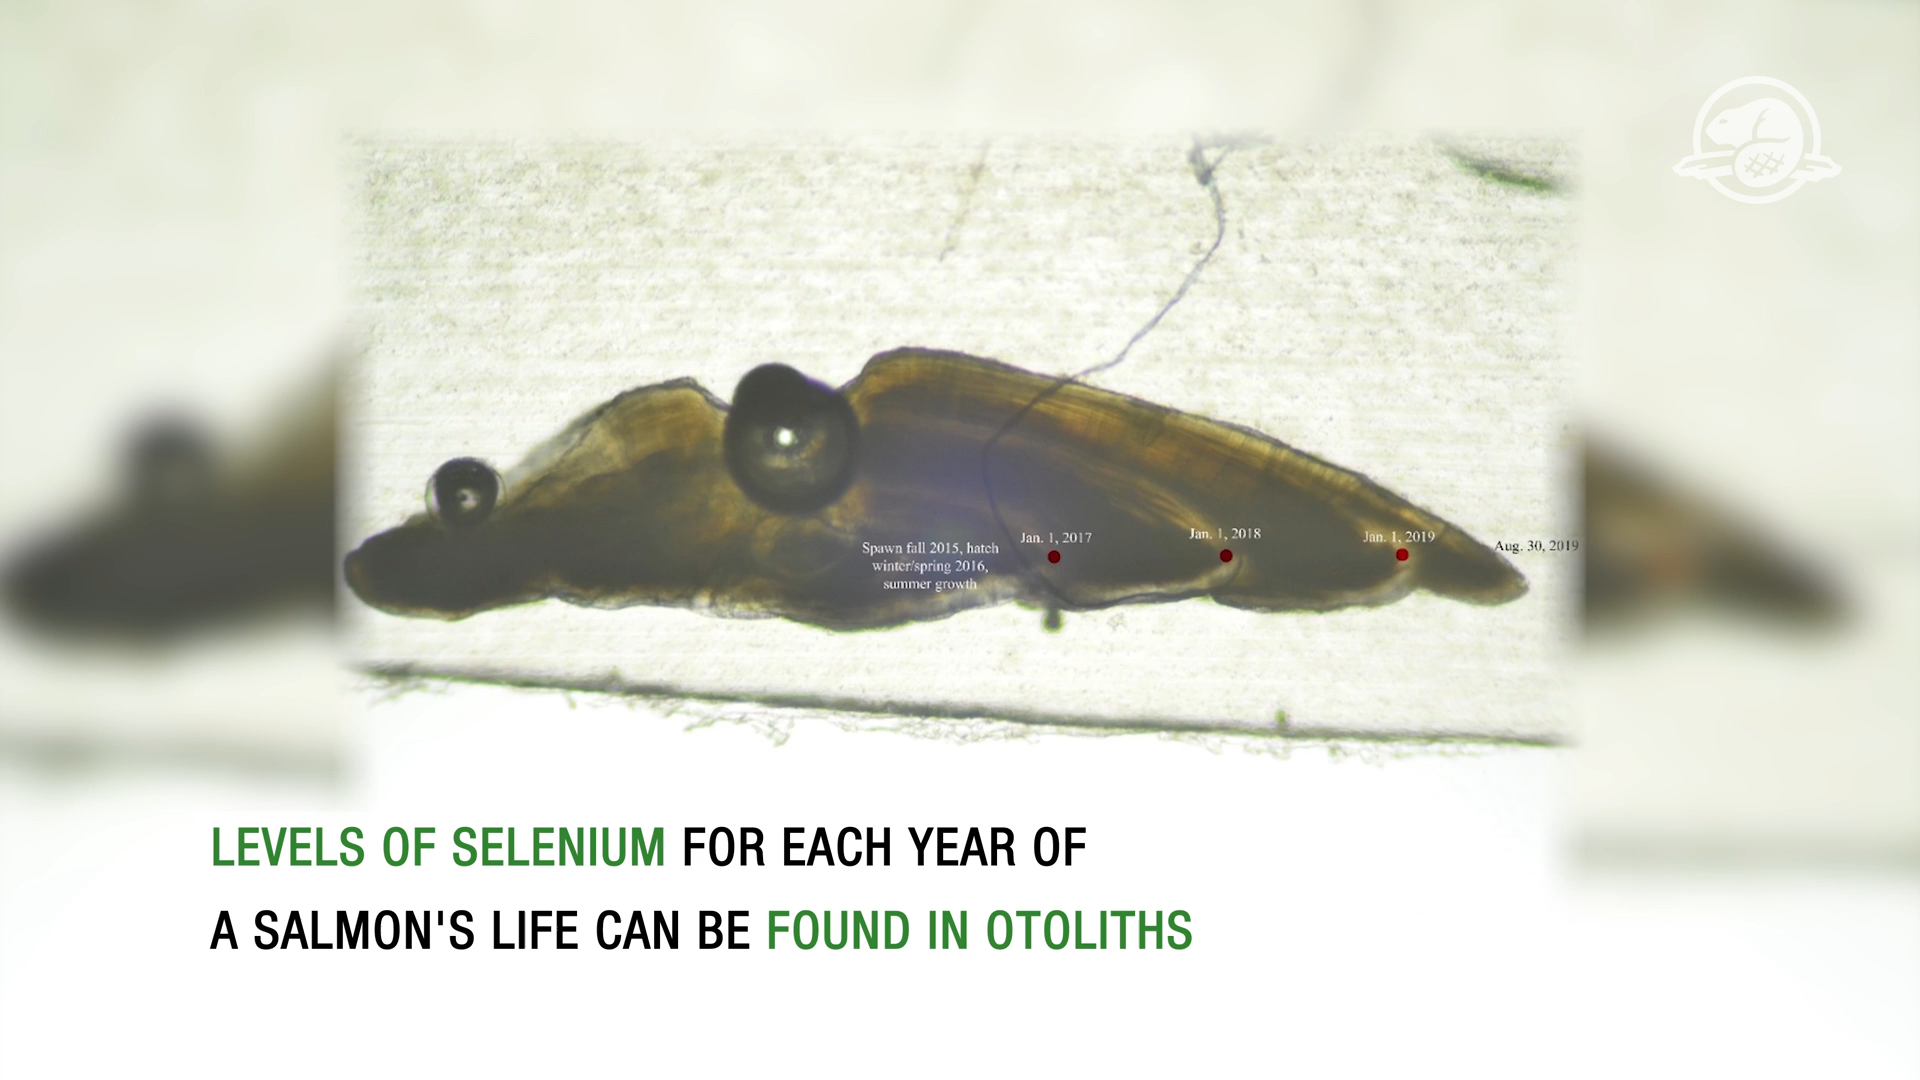 Jan. 1, 2017
Jan. 1, 2018
Jan. 1, 2019
Aug. 30, 2019
Spawn fall 2015, hatch
winter/spring 2016,
summer growth
LEVELS OF SELENIUM FOR EACH YEAR OF
A SALMON'S LIFE CAN BE FOUND IN OTOLITHS